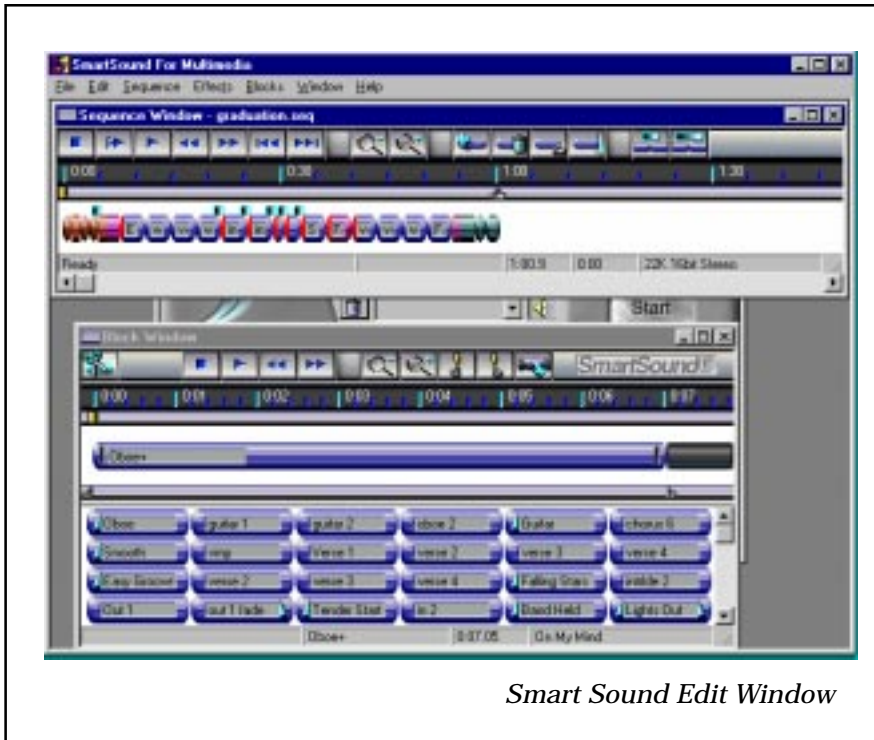 SmartSound For Multimedia
File Edit Sequence Effects Blocks Window Help
Sequence Window - graduation.seq
0:00 0:30 1:00 1:30
Ready 1:00.9 0:00 22K 16bit Stereo
Start
Block Window
SmartSound
0:00 0:01 0:02 0:03 0:04 0:05 0:06 0:07
Oboe+
Oboe guitar 1 guitar 2 oboe 2 Guitar chorus 6
Smooth Verse 1 verse 2 verse 3 verse 4
Easy Groove verse 2 verse 3 verse 4 Falling Stars
Out 1 out 1 fade Tender Start In 2 Band Held Lights Out
Oboe+ 0:07.05 On My Mind
Smart Sound Edit Window